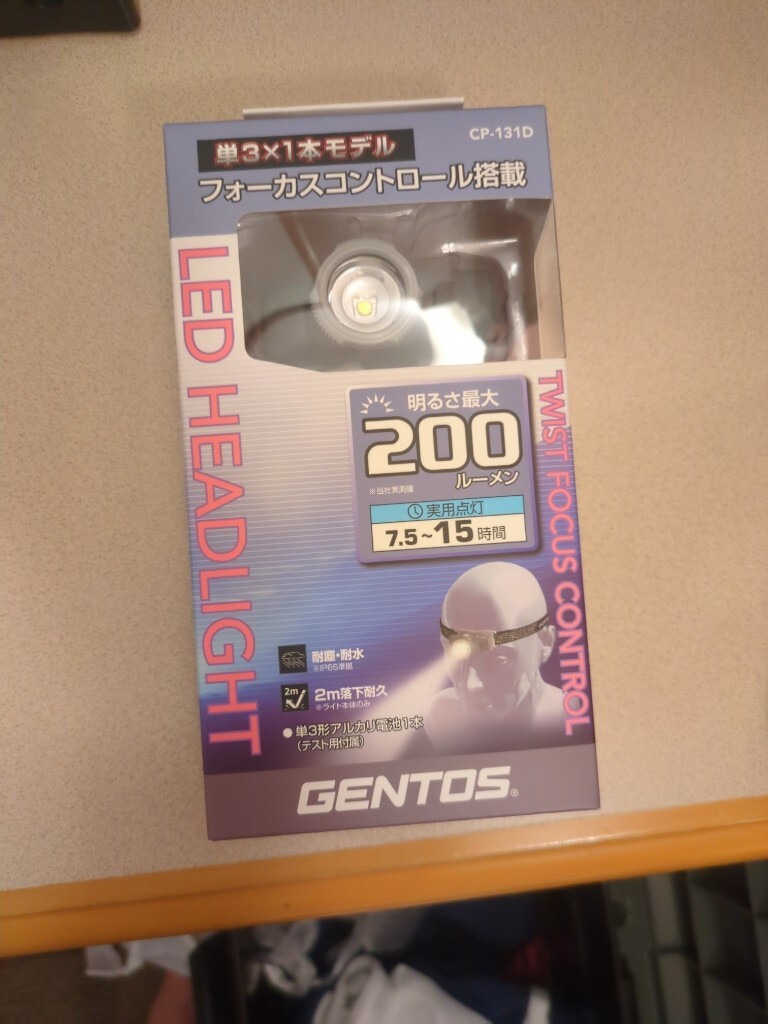 CP-131D
単3×1本モデル
フォーカスコントロール搭載
LED HEADLIGHT
TWIST FOCUS CONTROL
明るさ最大
200
ルーメン
※当社実測値
実用点灯
7.5~15時間
耐塵・耐水
※IP66準拠
2m
2m落下耐久
※ライト本体のみ
●単3形アルカリ電池1本
(テスト用付属)
GENTOS®